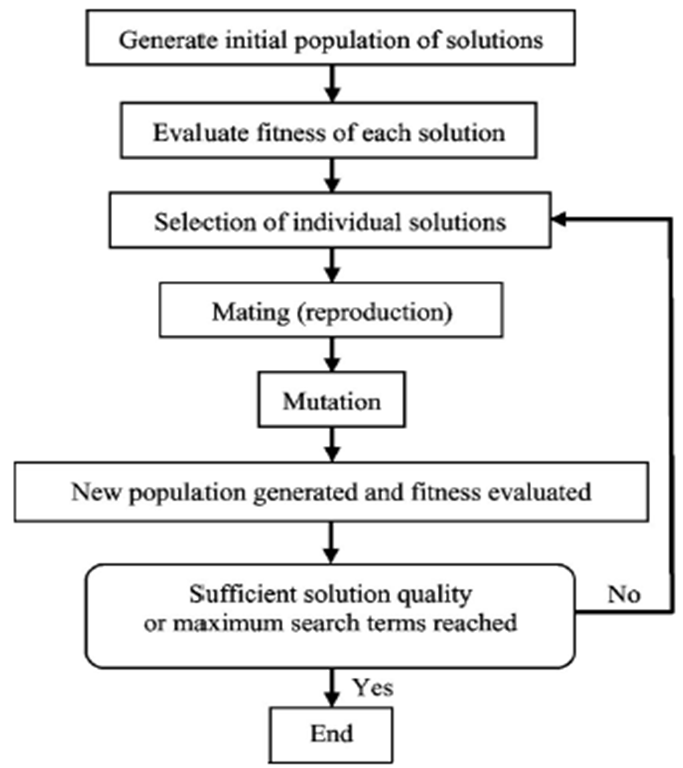 Generate initial population of solutions
Evaluate fitness of each solution
Selection of individual solutions
Mating (reproduction)
Mutation
New population generated and fitness evaluated
Sufficient solution quality
or maximum search terms reached
No
Yes
End